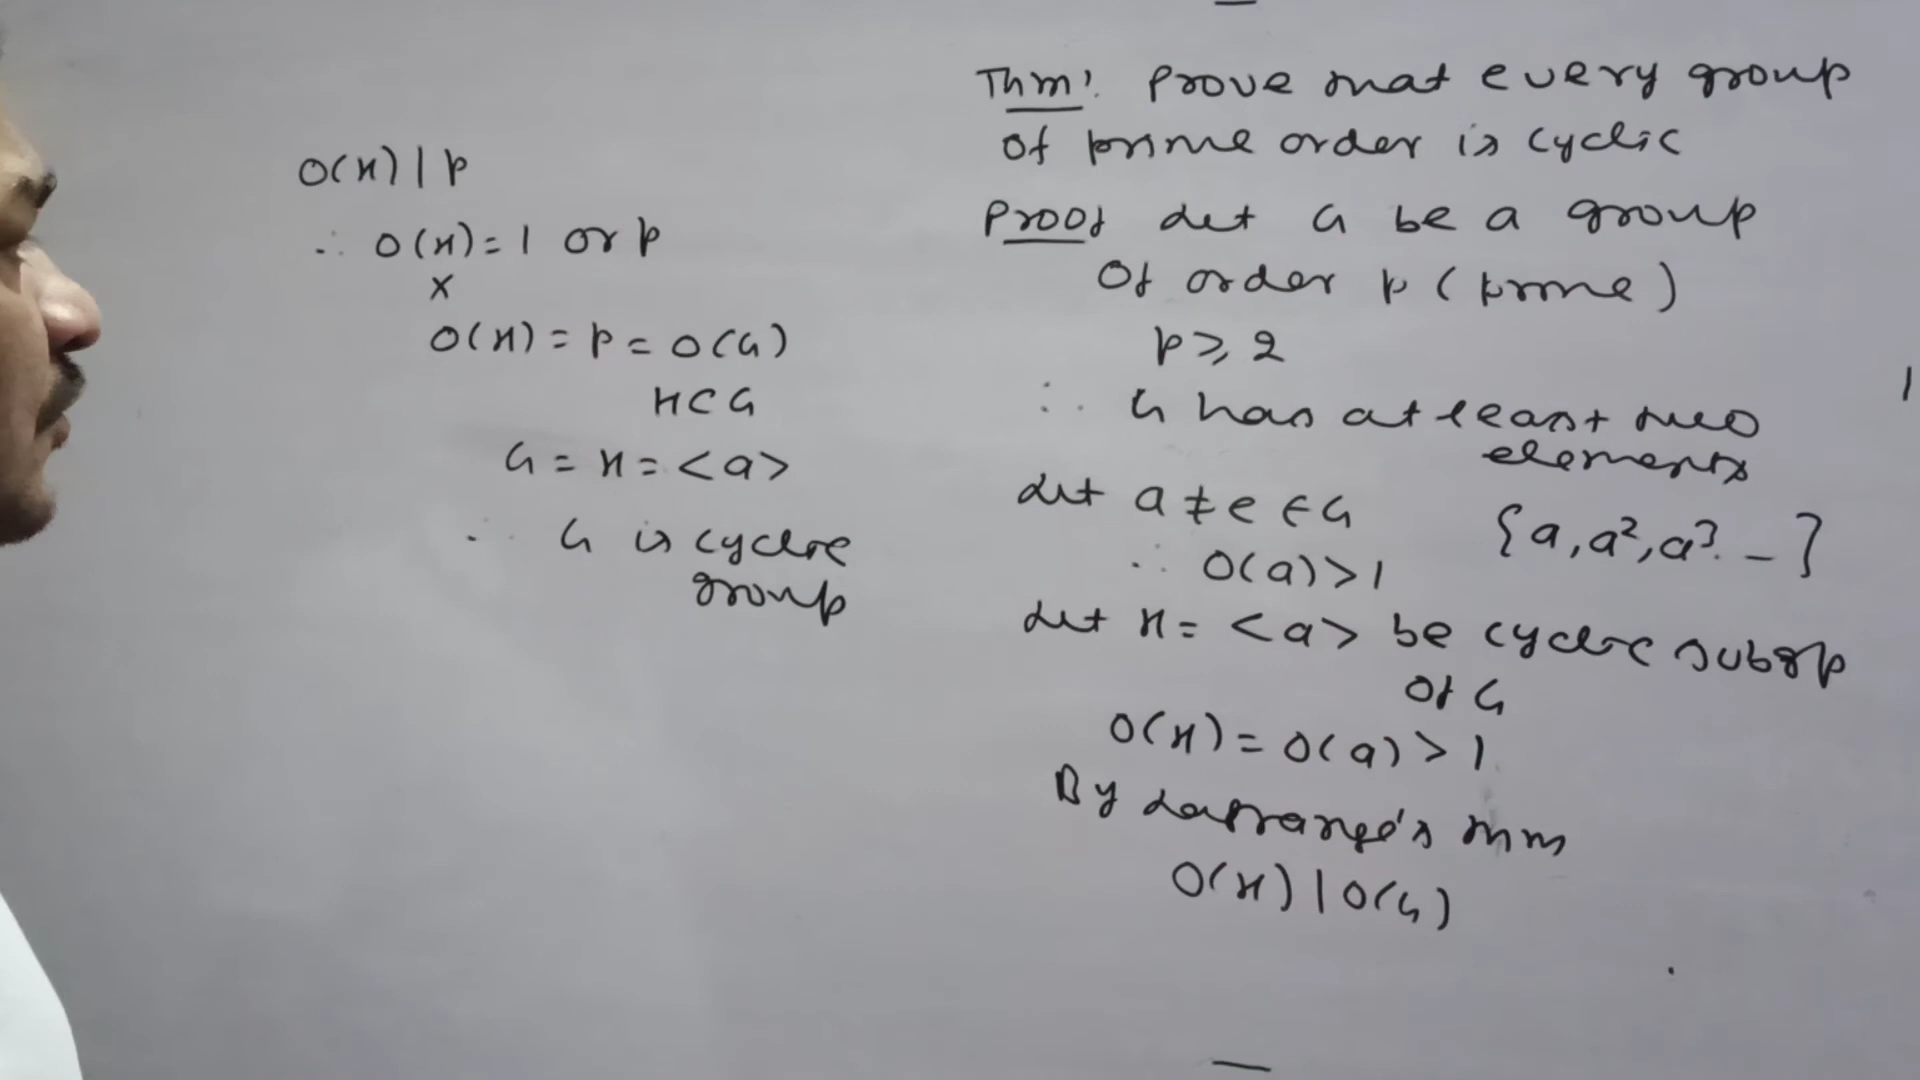 Thm: Prove that every group
of prime order is cyclic
Proof Let G be a group
of order p (prime)
p ⩾ 2
∴ G has at least two
elements
Let a ≠ e ∈ G
{a, a², a³. _ }
∴ O(a) > 1
Let H = <a> be cyclic subgp
of G
O(H) = O(a) > 1
By Lagrange's thm
O(H) | O(G)
O(H) | p
∴ O(H) = 1 or p
x
O(H) = p = O(G)
H ⊂ G
G = H = <a>
∴ G is cyclic
group